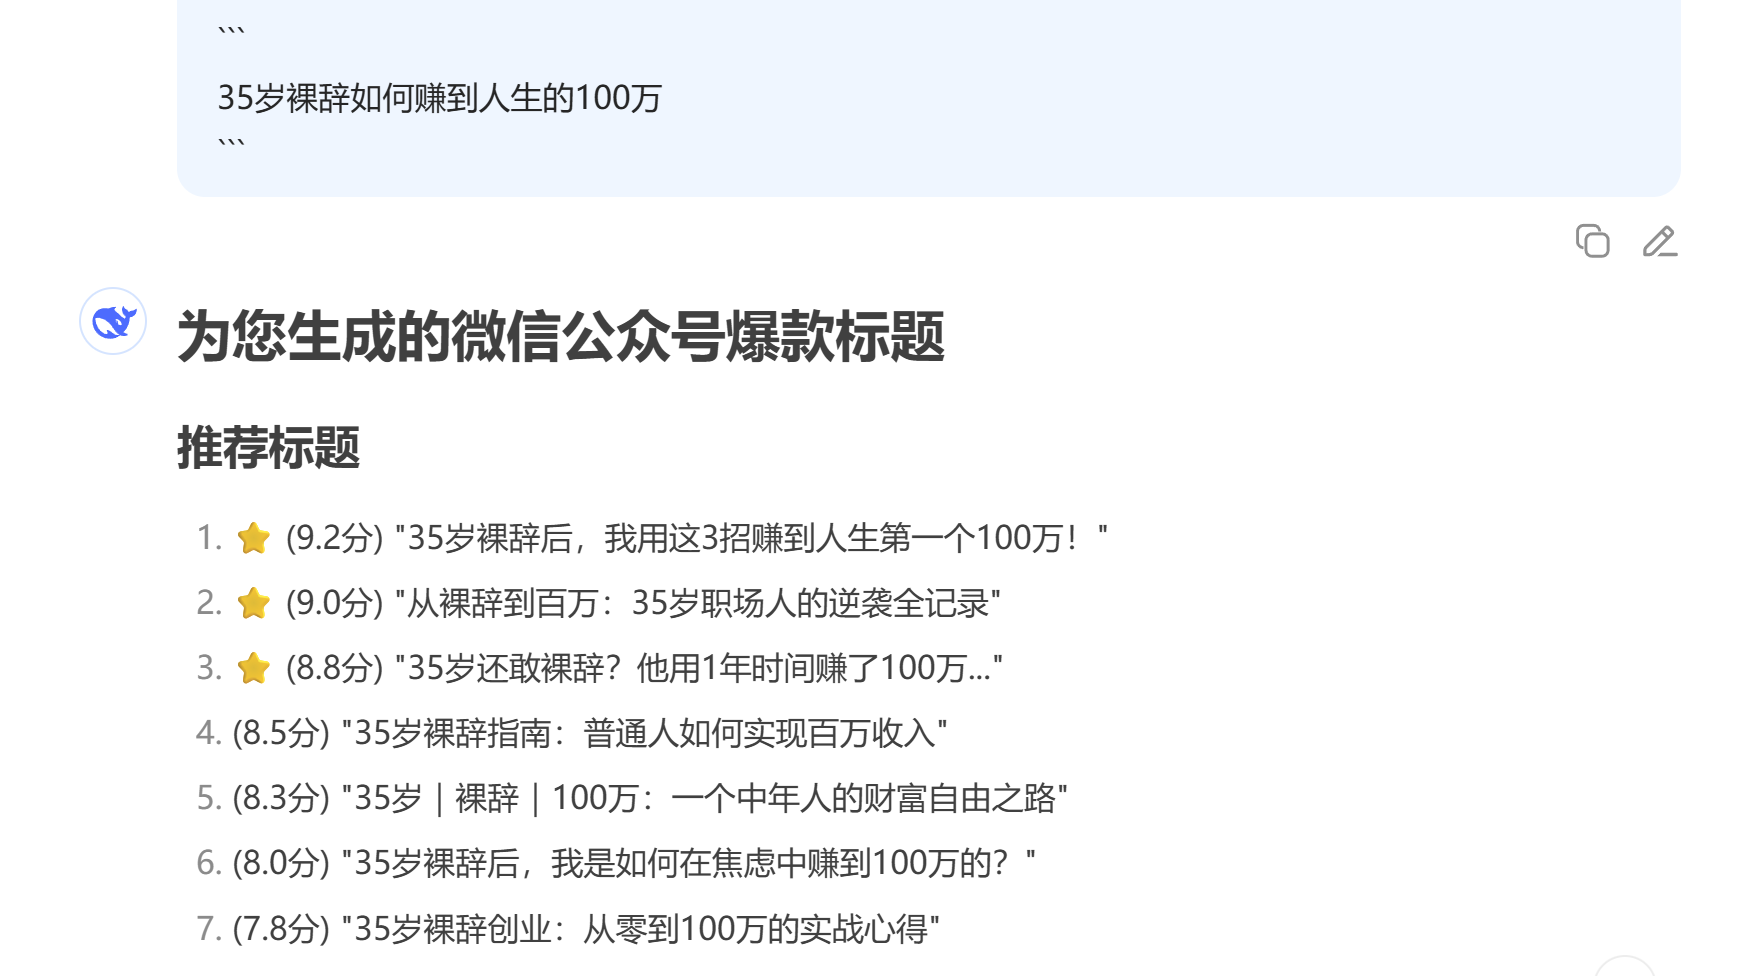 ```
35岁裸辞如何赚到人生的100万
```
为您生成的微信公众号爆款标题
推荐标题
1. ⭐ (9.2分) "35岁裸辞后，我用这3招赚到人生第一个100万！"
2. ⭐ (9.0分) "从裸辞到百万：35岁职场人的逆袭全记录"
3. ⭐ (8.8分) "35岁还敢裸辞？他用1年时间赚了100万..."
4. (8.5分) "35岁裸辞指南：普通人如何实现百万收入"
5. (8.3分) "35岁｜裸辞｜100万：一个中年人的财富自由之路"
6. (8.0分) "35岁裸辞后，我是如何在焦虑中赚到100万的？"
7. (7.8分) "35岁裸辞创业：从零到100万的实战心得"